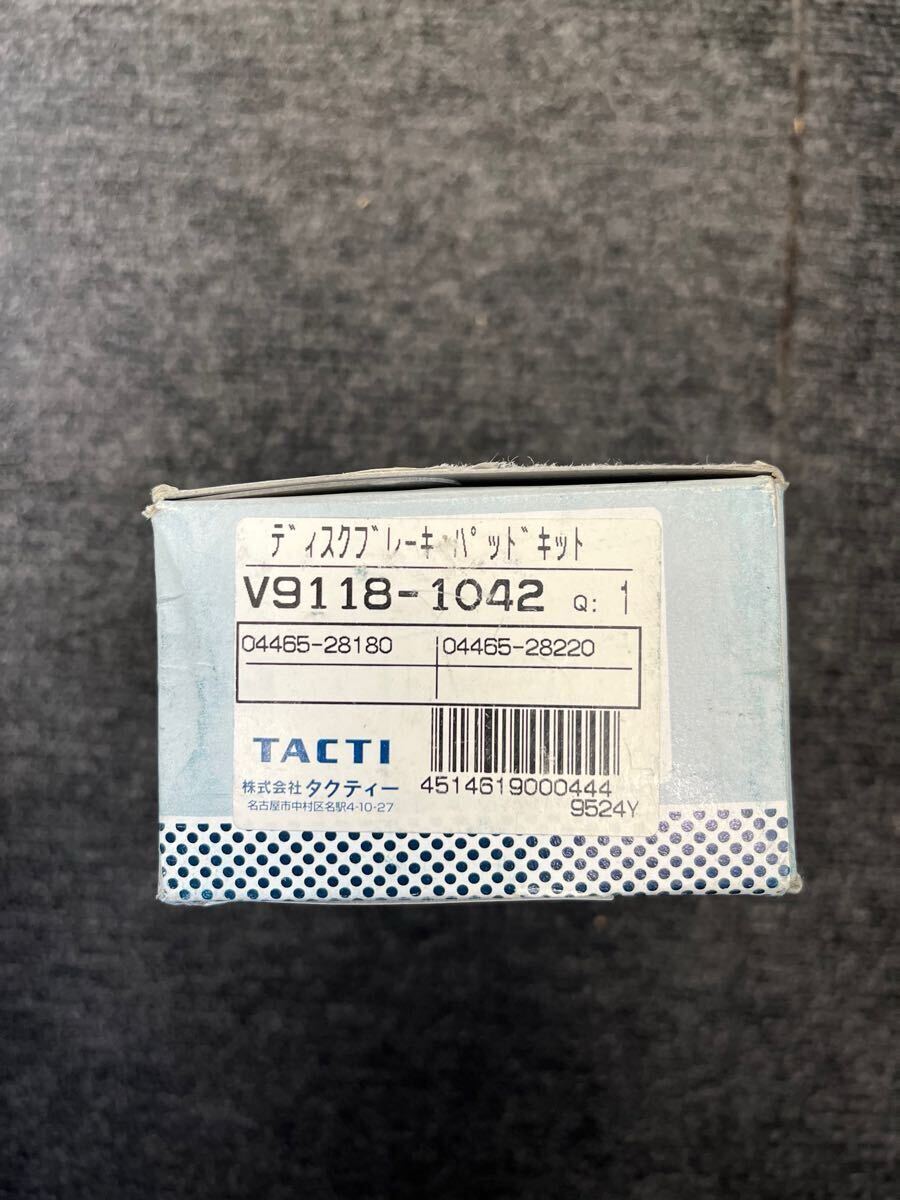 ディスクブレーキ・パッドキット
V9118-1042 Q: 1
04465-28180 04465-28220
TACTI
株式会社 タクティー
名古屋市中村区名駅4-10-27
4514619000444
9524Y